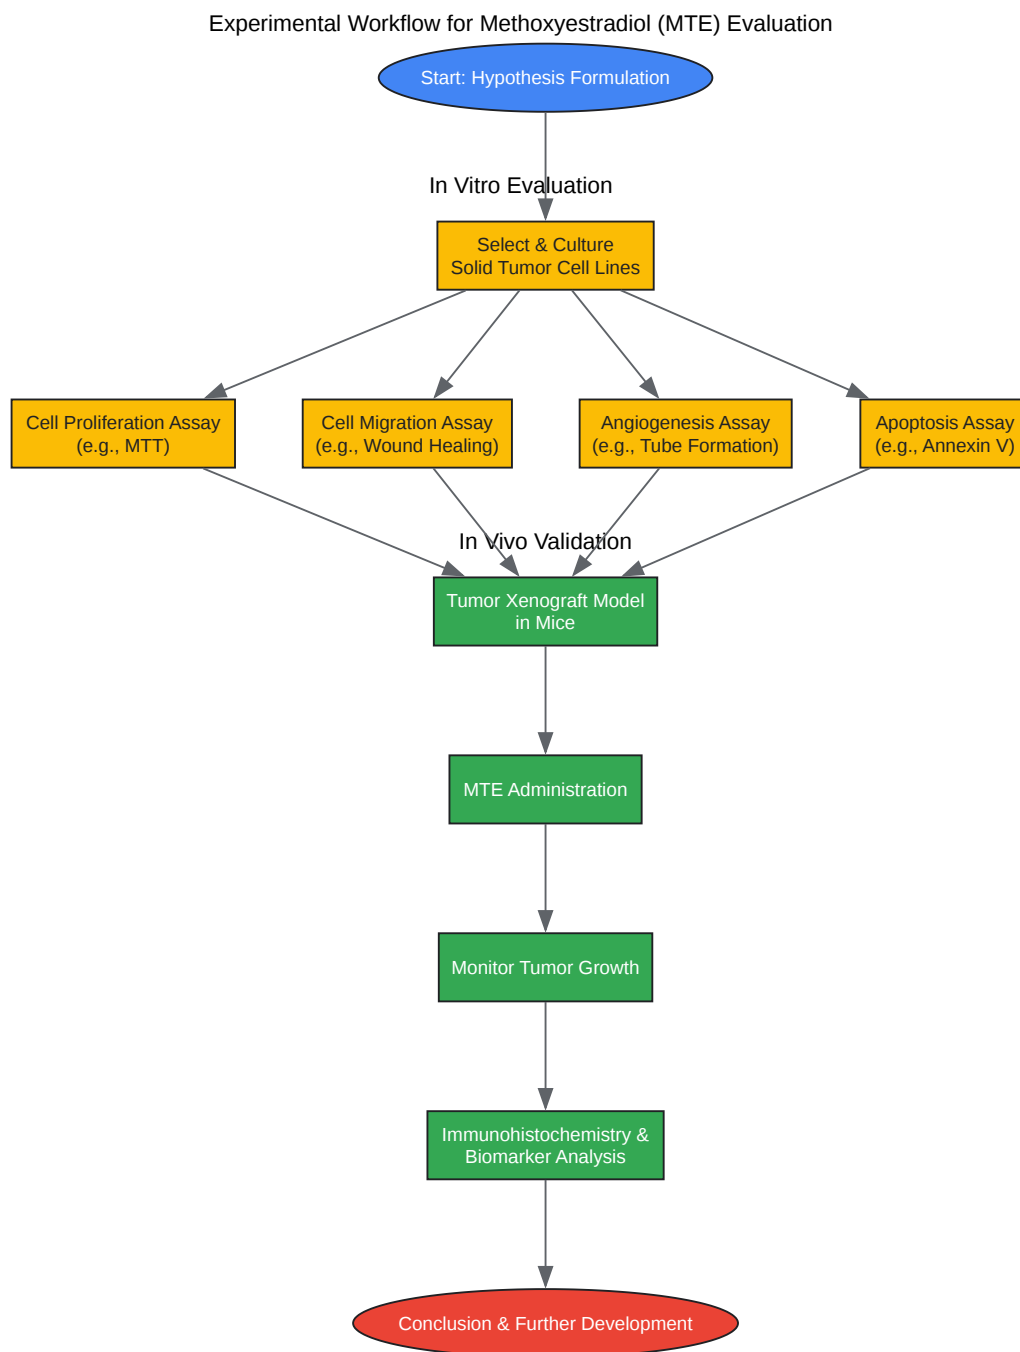 Experimental Workflow for Methoxyestradiol (MTE) Evaluation
Start: Hypothesis Formulation
In Vitro Evaluation
Select & Culture
Solid Tumor Cell Lines
Cell Proliferation Assay
(e.g., MTT)
Cell Migration Assay
(e.g., Wound Healing)
Angiogenesis Assay
(e.g., Tube Formation)
Apoptosis Assay
(e.g., Annexin V)
In Vivo Validation
Tumor Xenograft Model
in Mice
MTE Administration
Monitor Tumor Growth
Immunohistochemistry &
Biomarker Analysis
Conclusion & Further Development